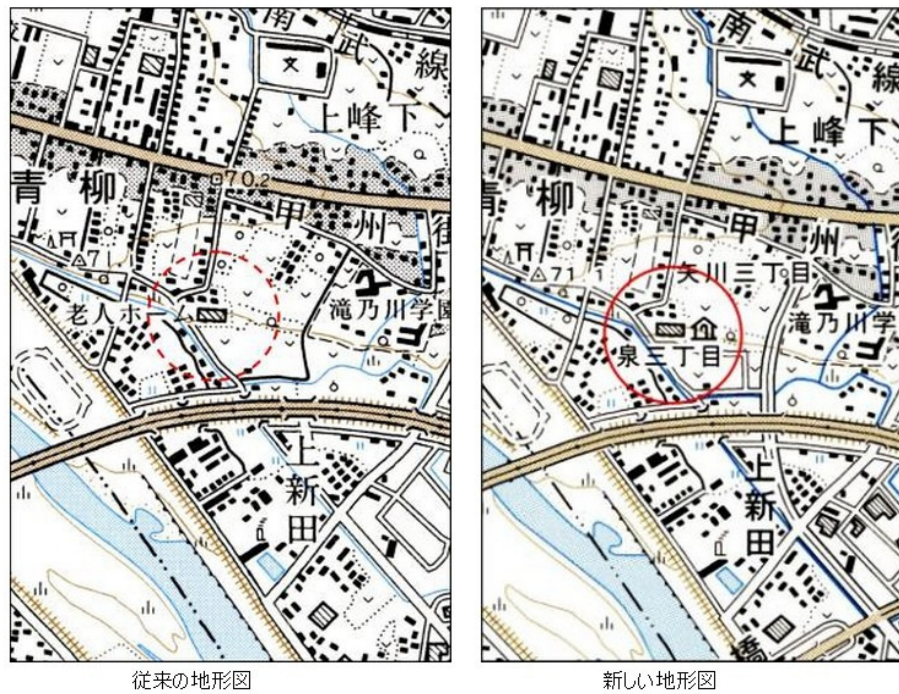 南武線
上峰下
70.2
青柳
甲州街
71
老人ホーム
滝乃川学園
上新田
従来の地形図
南武線
上峰下
青柳
甲州街
矢川三丁目
71.1
滝乃川学
泉三丁目
上新田
橋
新しい地形図